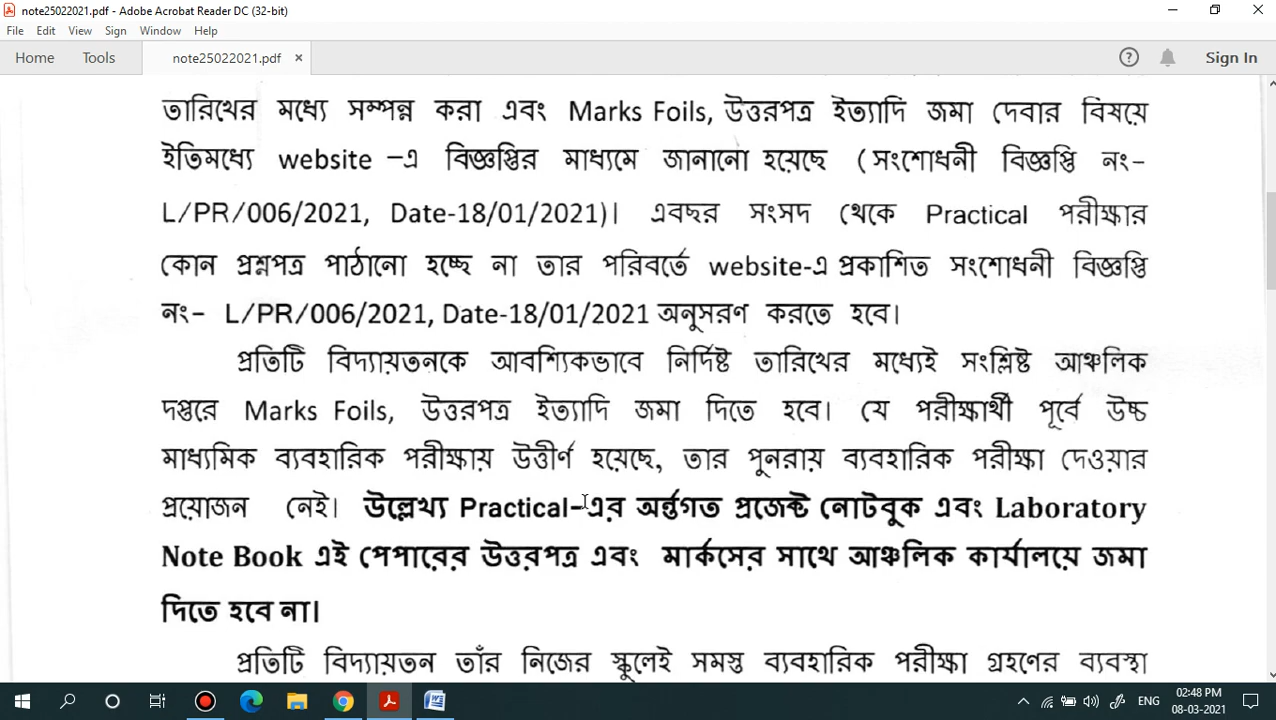 note25022021.pdf - Adobe Acrobat Reader DC (32-bit)
File Edit View Sign Window Help
Home Tools note25022021.pdf × Sign In
তারিখের মধ্যে সম্পন্ন করা এবং Marks Foils, উত্তরপত্র ইত্যাদি জমা দেবার বিষয়ে
ইতিমধ্যে website –এ বিজ্ঞপ্তির মাধ্যমে জানানো হয়েছে (সংশোধনী বিজ্ঞপ্তি নং–
L/PR/006/2021, Date-18/01/2021)। এবছর সংসদ থেকে Practical পরীক্ষার
কোন প্রশ্নপত্র পাঠানো হচ্ছে না তার পরিবর্তে website-এ প্রকাশিত সংশোধনী বিজ্ঞপ্তি
নং– L/PR/006/2021, Date-18/01/2021 অনুসরণ করতে হবে।
প্রতিটি বিদ্যায়তনকে আবশ্যিকভাবে নির্দিষ্ট তারিখের মধ্যেই সংশ্লিষ্ট আঞ্চলিক
দপ্তরে Marks Foils, উত্তরপত্র ইত্যাদি জমা দিতে হবে। যে পরীক্ষার্থী পূর্বে উচ্চ
মাধ্যমিক ব্যবহারিক পরীক্ষায় উত্তীর্ণ হয়েছে, তার পুনরায় ব্যবহারিক পরীক্ষা দেওয়ার
প্রয়োজন নেই। উল্লেখ্য Practical-এর অর্ন্তগত প্রজেক্ট নোটবুক এবং Laboratory
Note Book এই পেপারের উত্তরপত্র এবং মার্কসের সাথে আঞ্চলিক কার্যালয়ে জমা
দিতে হবে না।
প্রতিটি বিদ্যায়তন তাঁর নিজের স্কুলেই সমস্ত ব্যবহারিক পরীক্ষা গ্রহণের ব্যবস্থা
ENG 02:48 PM
08-03-2021